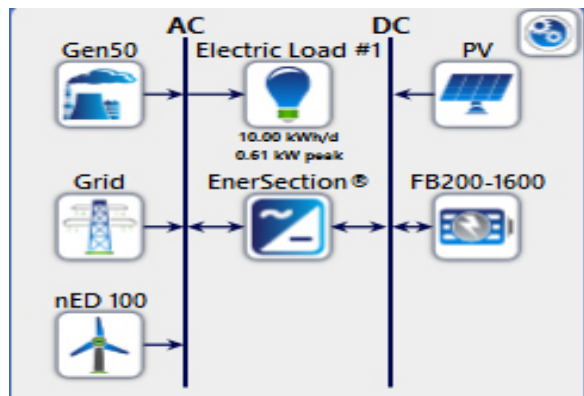 AC DC
Gen50 Electric Load #1 PV
10.00 kWh/d
0.61 kW peak
Grid EnerSection® FB200-1600
nED 100